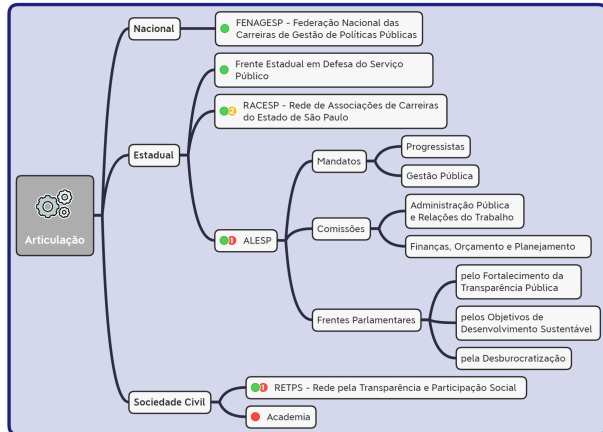 Nacional
FENAGESP – Federação Nacional das
Carreiras de Gestão de Políticas Públicas
Frente Estadual em Defesa do Serviço
Público
2 RACESP – Rede de Associações de Carreiras
do Estado de São Paulo
Estadual
Mandatos
Progressistas
Gestão Pública
Articulação
1 ALESP
Comissões
Administração Pública
e Relações do Trabalho
Finanças, Orçamento e Planejamento
Frentes Parlamentares
pelo Fortalecimento da
Transparência Pública
pelos Objetivos de
Desenvolvimento Sustentável
pela Desburocratização
Sociedade Civil
1 RETPS – Rede pela Transparência e Participação Social
Academia